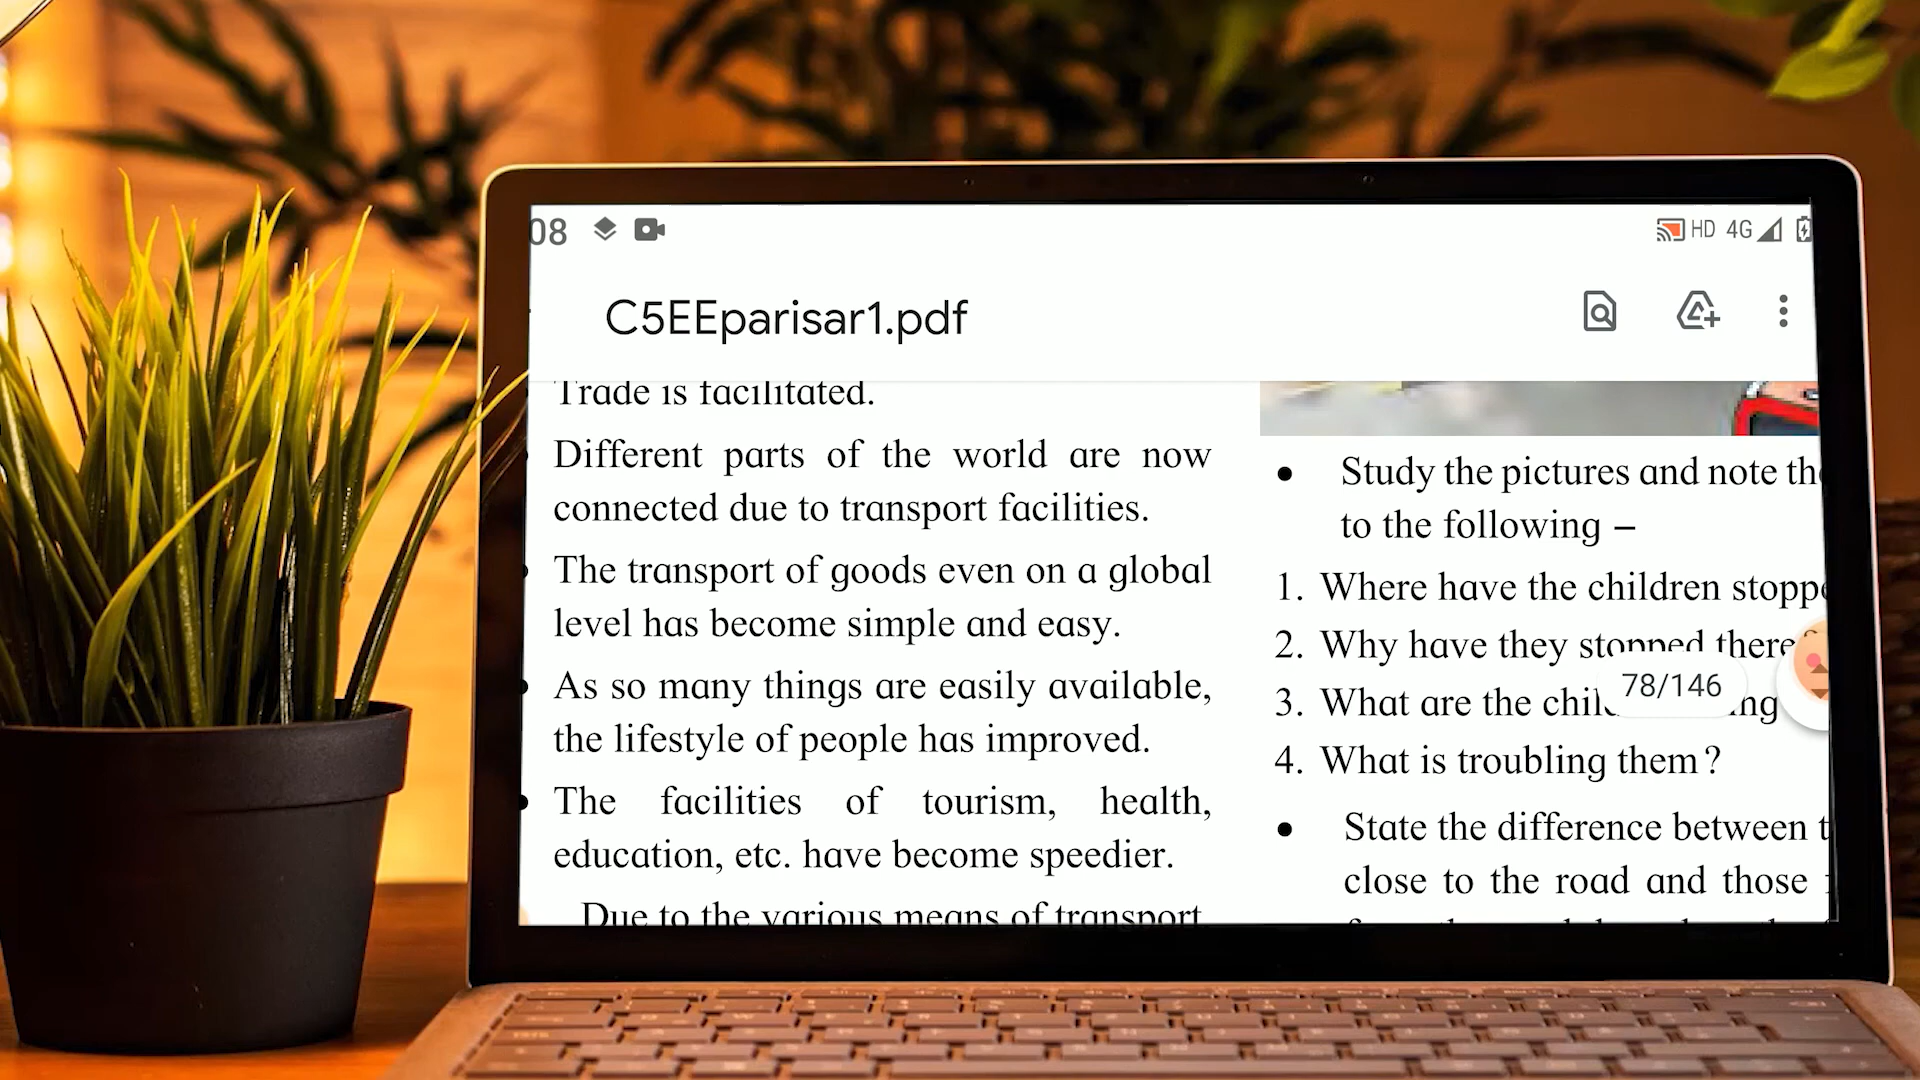 08
HD 4G
C5EEparisar1.pdf
Trade is facilitated.
Different parts of the world are now
connected due to transport facilities.
The transport of goods even on a global
level has become simple and easy.
As so many things are easily available,
the lifestyle of people has improved.
The facilities of tourism, health,
education, etc. have become speedier.
Due to the various means of transport,
• Study the pictures and note
to the following –
1. Where have the children
2. Why have they stopped there?
3. What are the
4. What is troubling them?
78/146
• State the difference between
close to the road and those